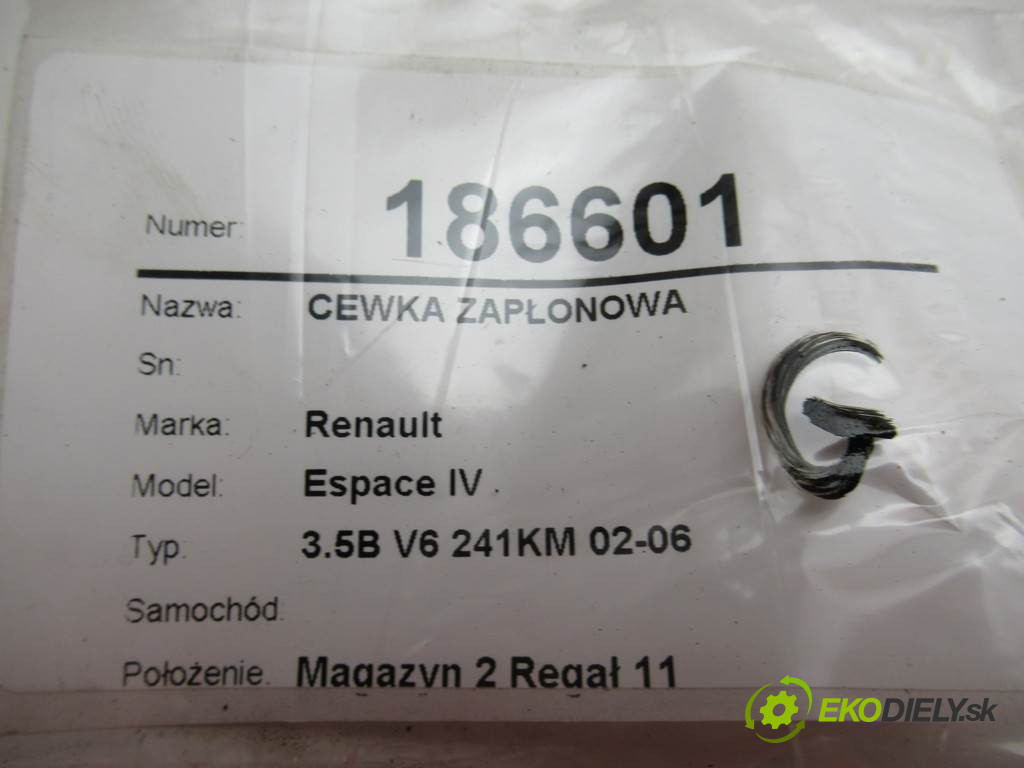 Numer: 186601
Nazwa: CEWKA ZAPŁONOWA
Sn:
Marka: Renault
Model: Espace IV
Typ: 3.5B V6 241KM 02-06
Samochód:
Położenie: Magazyn 2 Regał 11
G
EKODIELY.sk